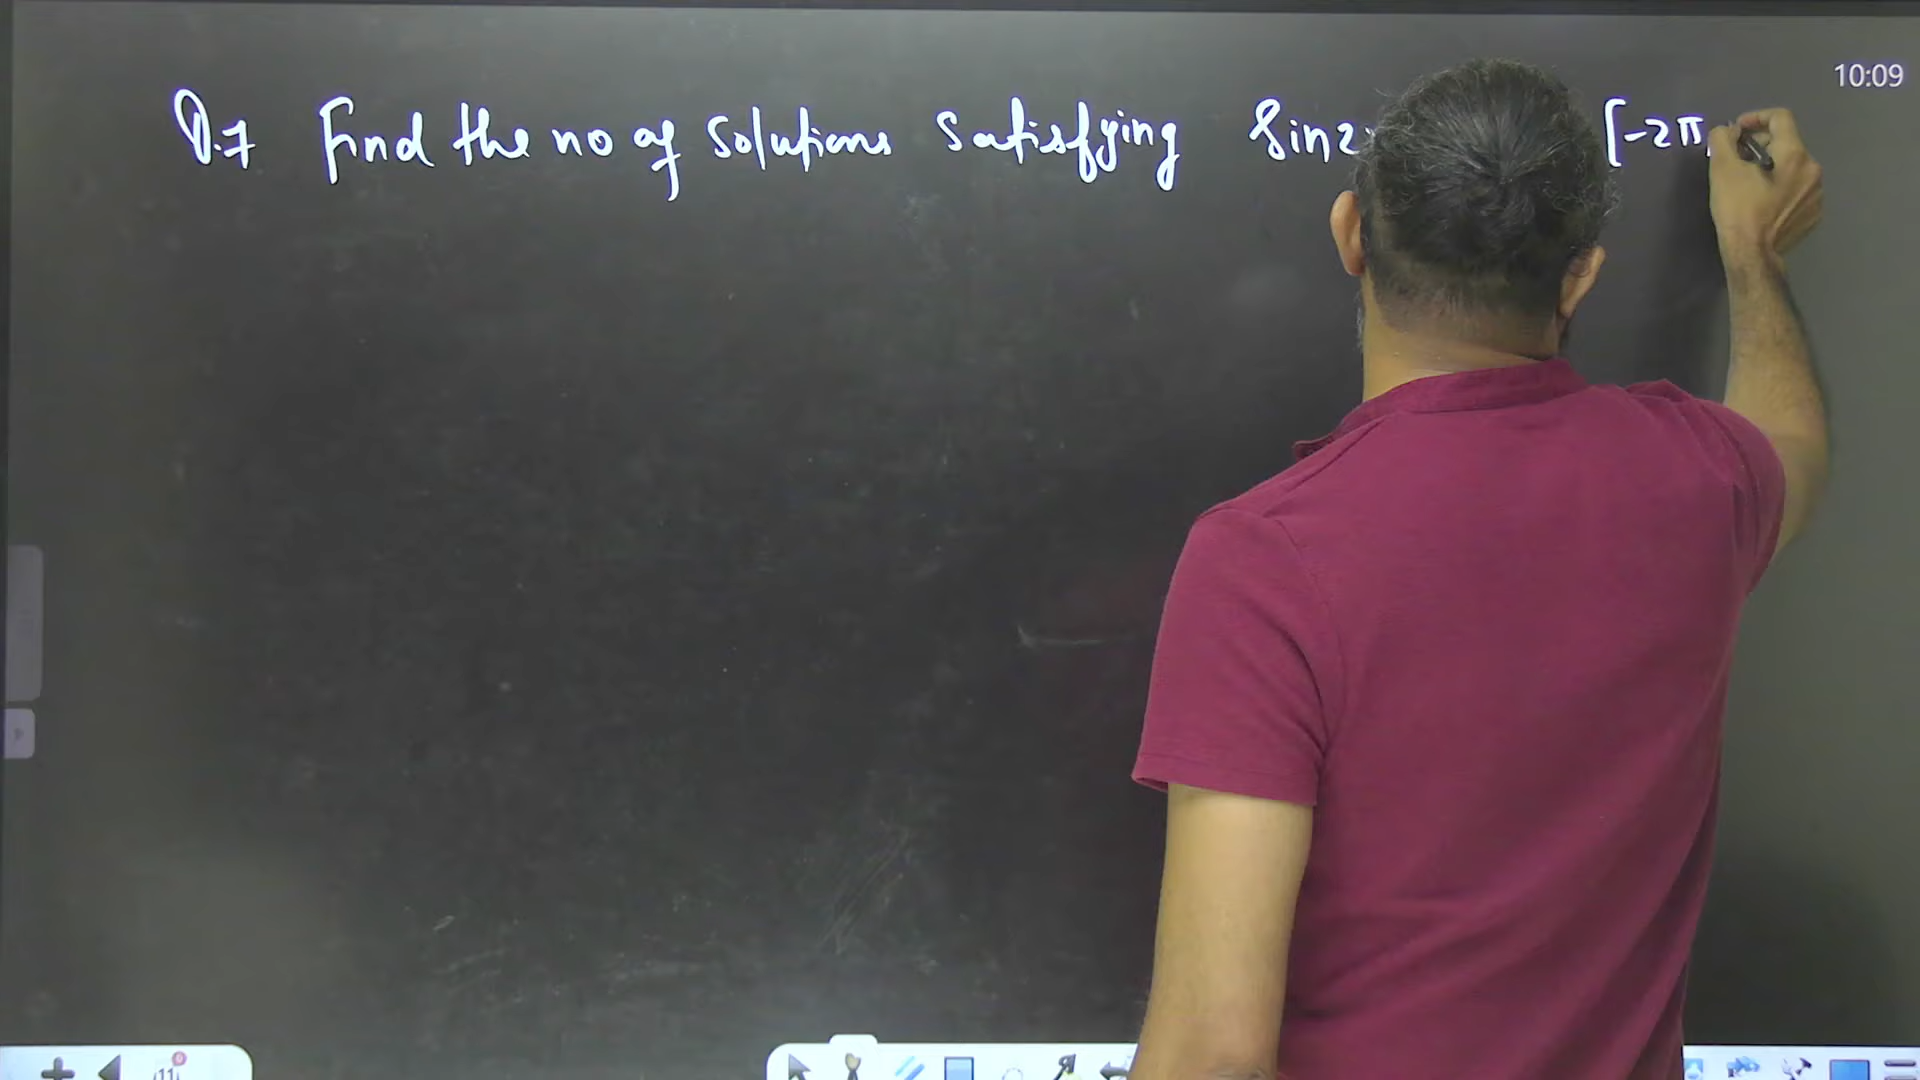 10:09
Q.7 Find the no of solutions satisfying Sin2 [-2π,